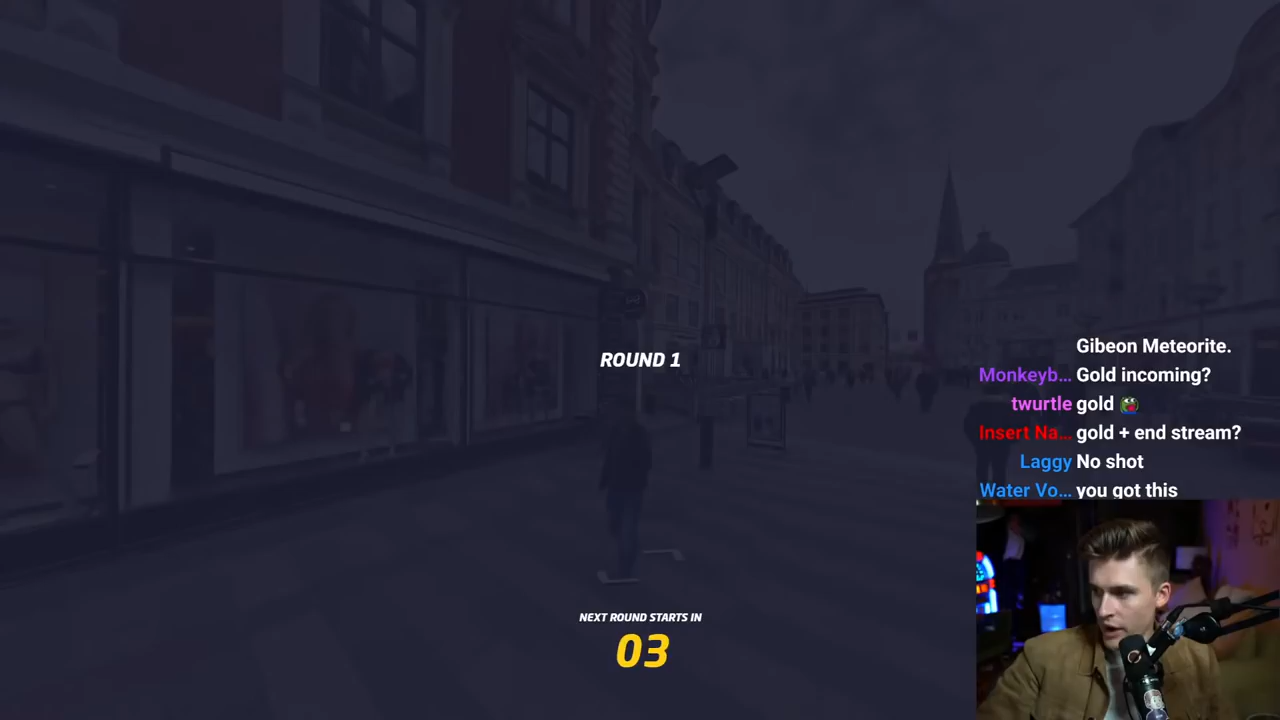 ROUND 1
NEXT ROUND STARTS IN
03
Gibeon Meteorite.
Monkeyb... Gold incoming?
twurtle gold
Insert Na... gold + end stream?
Laggy No shot
Water Vo... you got this